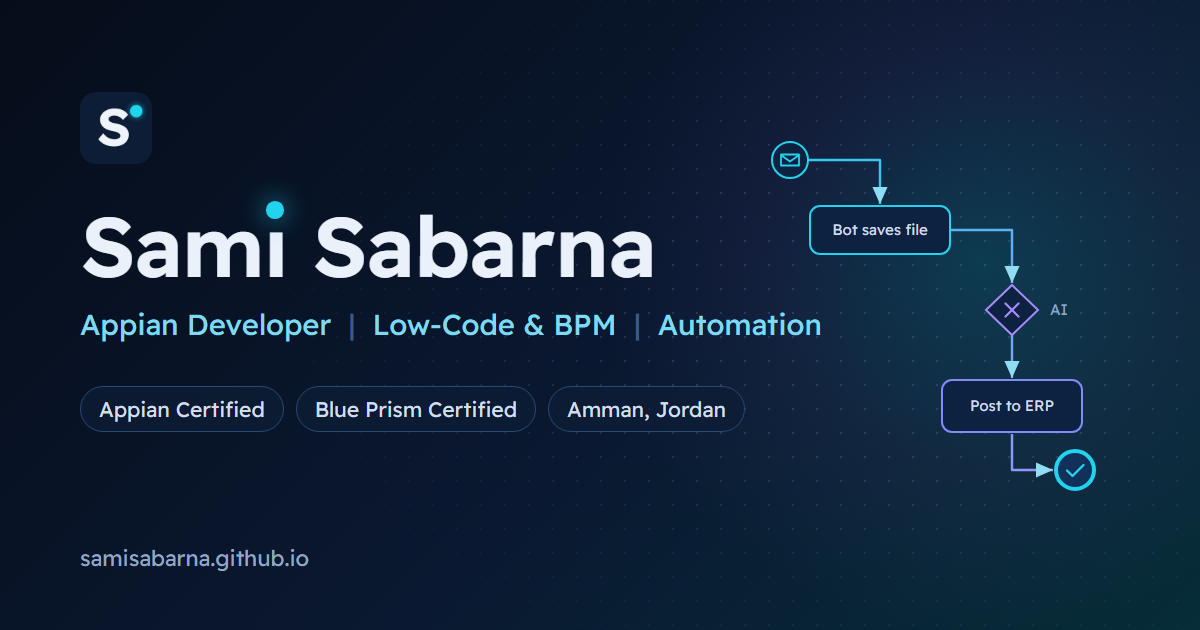 S
Sami Sabarna
Appian Developer | Low-Code & BPM | Automation
Appian Certified
Blue Prism Certified
Amman, Jordan
samisabarna.github.io
Bot saves file
AI
Post to ERP